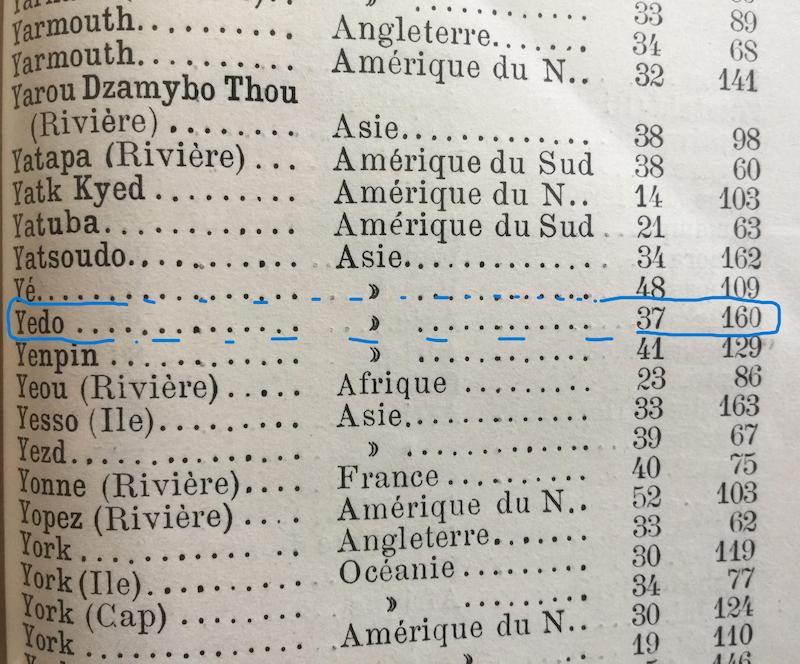 » .......... 33 89
Yarmouth.......... Angleterre....... 34 68
Yarmouth.......... Amérique du N.. 32 141
Yarou Dzamybo Thou
(Rivière) ........ Asie............. 38 98
Yatapa (Rivière) ... Amérique du Sud 38 60
Yatk Kyed ......... Amérique du N.. 14 103
Yatuba............ Amérique du Sud . 21 63
Yatsoudo.......... Asie............. 34 162
Yé............... » ............ 48 109
Yedo ............. » ............ 37 160
Yenpin ........... » ............ 41 129
Yeou (Rivière)..... Afrique ......... 23 86
Yesso (Ile)........ Asie............. 33 163
Yezd.............. » ............ 39 67
Yonne (Rivière).... France........... 40 75
Yopez (Rivière) .... Amérique du N.. 52 103
York ............. Angleterre....... 33 62
York (Ile)......... Océanie ......... 30 119
York (Cap) ........ » ............ 34 77
York .............. Amérique du N.. 30 124
» 19 110